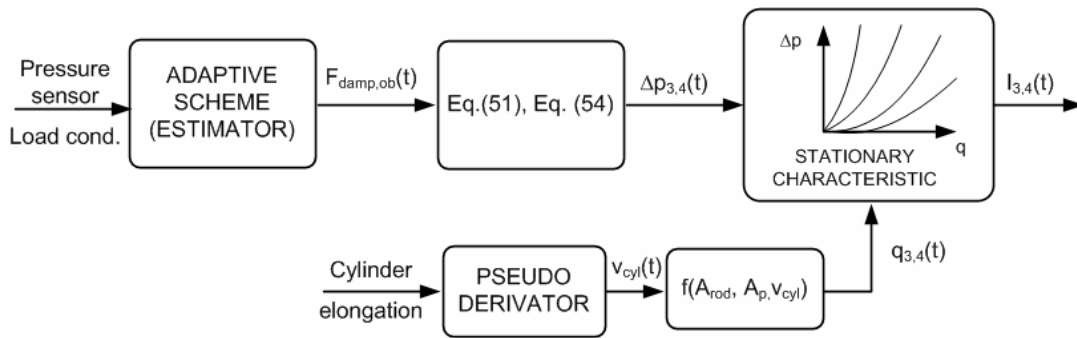 Pressure
sensor
Load cond.
ADAPTIVE
SCHEME
(ESTIMATOR)
F_damp,ob(t)
Eq.(51), Eq. (54)
Δp_3,4(t)
Δp
q
STATIONARY
CHARACTERISTIC
I_3,4(t)
Cylinder
elongation
PSEUDO
DERIVATOR
v_cyl(t)
f(A_rod, A_p, v_cyl)
q_3,4(t)